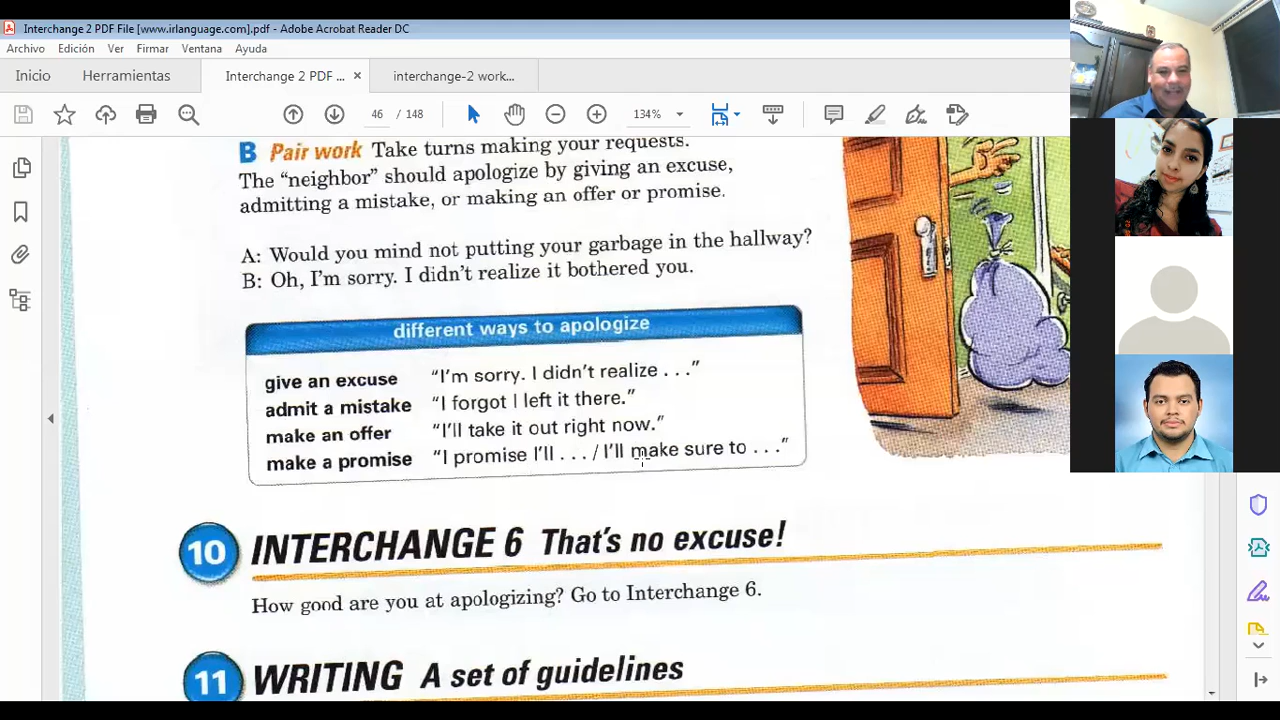 Interchange 2 PDF File [www.irlanguage.com].pdf - Adobe Acrobat Reader DC
Archivo Edición Ver Firmar Ventana Ayuda
Inicio Herramientas Interchange 2 PDF ... × interchange-2 work...
46 / 148 134%
B Pair work Take turns making your requests.
The “neighbor” should apologize by giving an excuse,
admitting a mistake, or making an offer or promise.
A: Would you mind not putting your garbage in the hallway?
B: Oh, I’m sorry. I didn’t realize it bothered you.
different ways to apologize
give an excuse “I’m sorry. I didn’t realize . . .”
admit a mistake “I forgot I left it there.”
make an offer “I’ll take it out right now.”
make a promise “I promise I’ll . . . / I’ll make sure to . . .”
10 INTERCHANGE 6 That’s no excuse!
How good are you at apologizing? Go to Interchange 6.
11 WRITING A set of guidelines